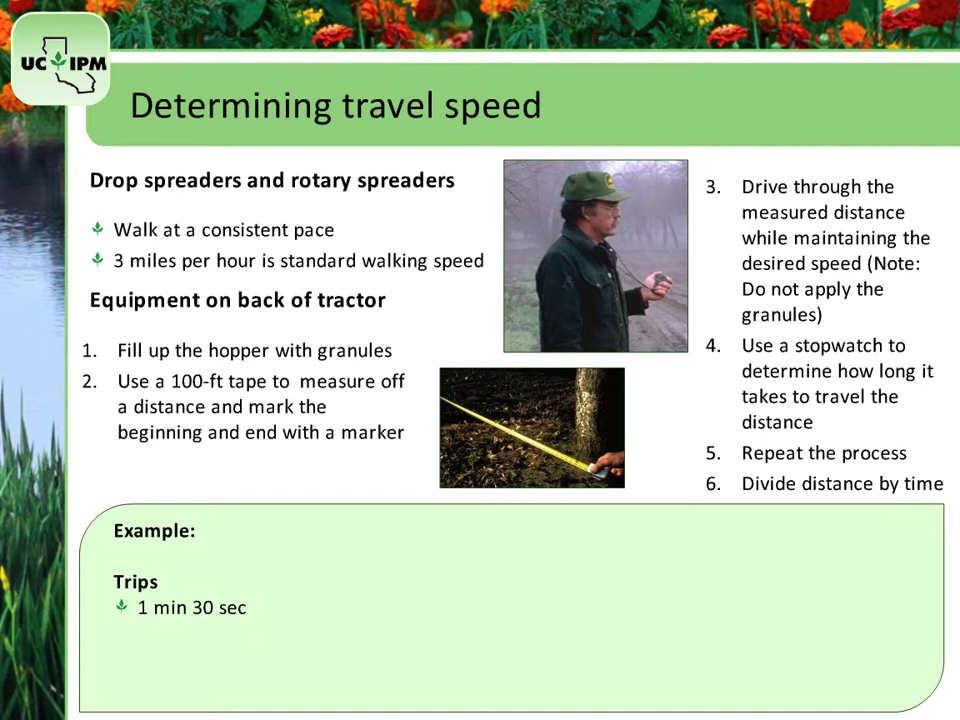 UC IPM
Determining travel speed
Drop spreaders and rotary spreaders
Walk at a consistent pace
3 miles per hour is standard walking speed
Equipment on back of tractor
1. Fill up the hopper with granules
2. Use a 100-ft tape to measure off
a distance and mark the
beginning and end with a marker
3. Drive through the
measured distance
while maintaining the
desired speed (Note:
Do not apply the
granules)
4. Use a stopwatch to
determine how long it
takes to travel the
distance
5. Repeat the process
6. Divide distance by time
Example:
Trips
1 min 30 sec